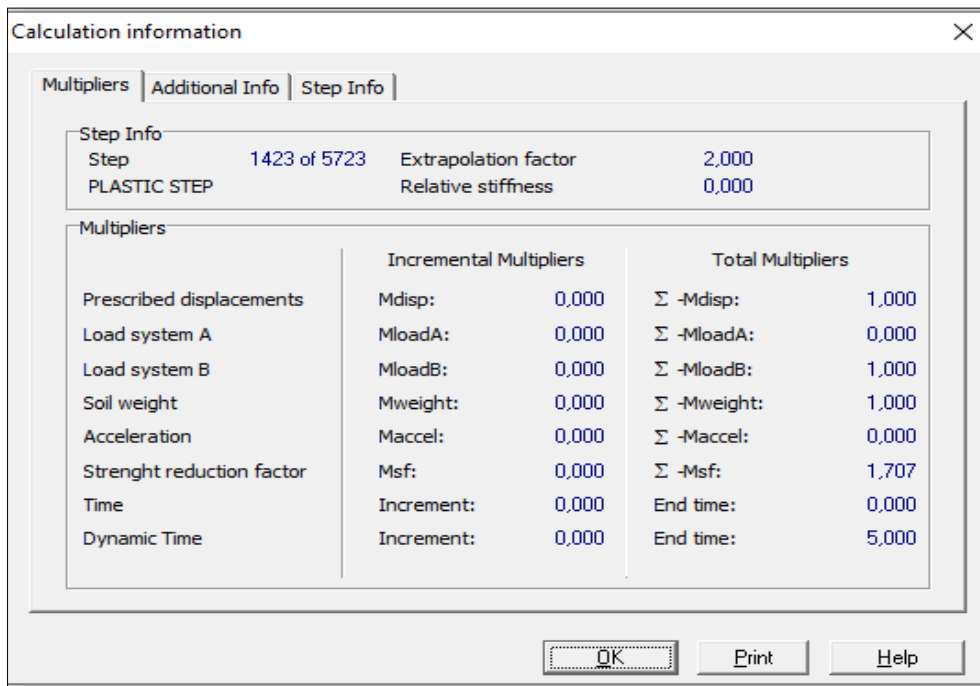 Calculation information
Multipliers Additional Info Step Info
Step Info
Step 1423 of 5723 Extrapolation factor 2,000
PLASTIC STEP Relative stiffness 0,000
Multipliers
Incremental Multipliers Total Multipliers
Prescribed displacements Mdisp: 0,000 Σ -Mdisp: 1,000
Load system A MloadA: 0,000 Σ -MloadA: 0,000
Load system B MloadB: 0,000 Σ -MloadB: 1,000
Soil weight Mweight: 0,000 Σ -Mweight: 1,000
Acceleration Maccel: 0,000 Σ -Maccel: 0,000
Strenght reduction factor Msf: 0,000 Σ -Msf: 1,707
Time Increment: 0,000 End time: 0,000
Dynamic Time Increment: 0,000 End time: 5,000
OK Print Help